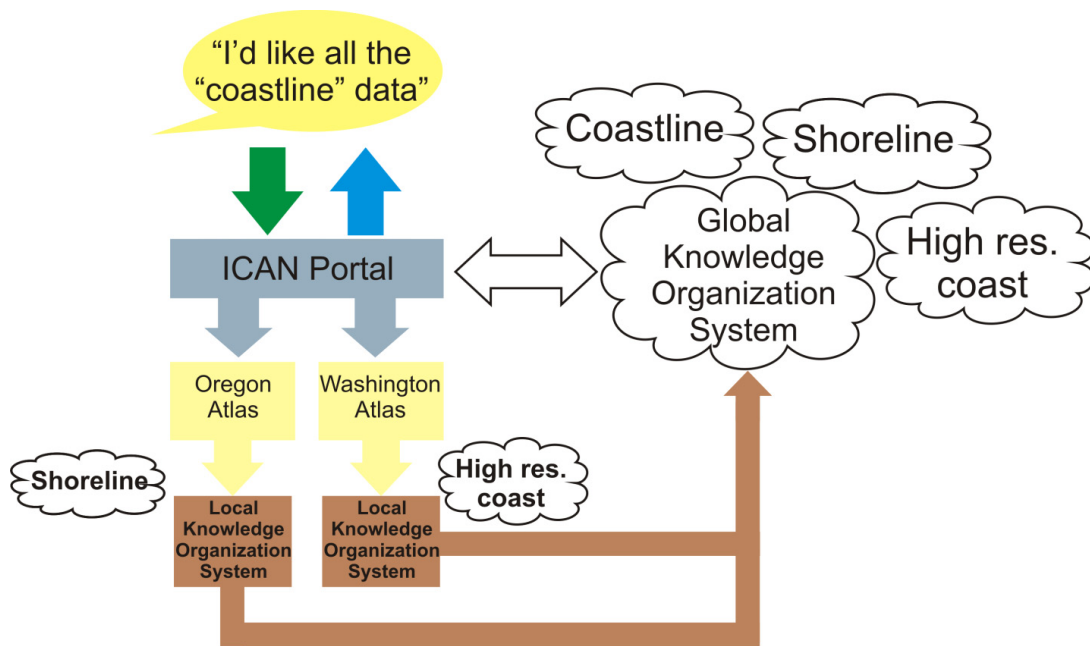 “I’d like all the
“coastline” data”
Coastline
Shoreline
ICAN Portal
Global
Knowledge
Organization
System
High res.
coast
Oregon
Atlas
Washington
Atlas
Shoreline
High res.
coast
Local
Knowledge
Organization
System
Local
Knowledge
Organization
System